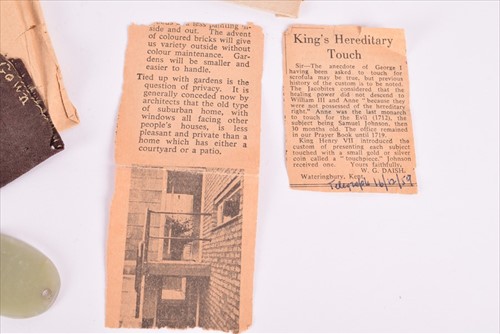 side and out. The advent
of coloured bricks will give
us variety outside without
colour maintenance. Gar-
dens will be smaller and
easier to handle.
Tied up with gardens is the
question of privacy. It is
generally conceded now by
architects that the old type
of suburban home, with
windows all facing other
people's houses, is less
pleasant and private than a
home which has either a
courtyard or a patio.
King's Hereditary
Touch
Sir—The anecdote of George I
having been asked to touch for
scrofula may be true, but previous
history of the custom is to be noted.
The Jacobites considered that the
healing power did not descend to
William III and Anne "because they
were not possessed of the hereditary
right." Anne was the last monarch
to touch for the Evil (1712), the
subject being Samuel Johnson, then
30 months old. The office remained
in our Prayer Book until 1719.
King Henry VII introduced the
custom of presenting each subject
touched with a small gold or silver
coin called a "touchpiece." Johnson
received one. Yours faithfully,
W. G. DAISH.
Wateringbury, Kent.
Telegraph 16/12/59